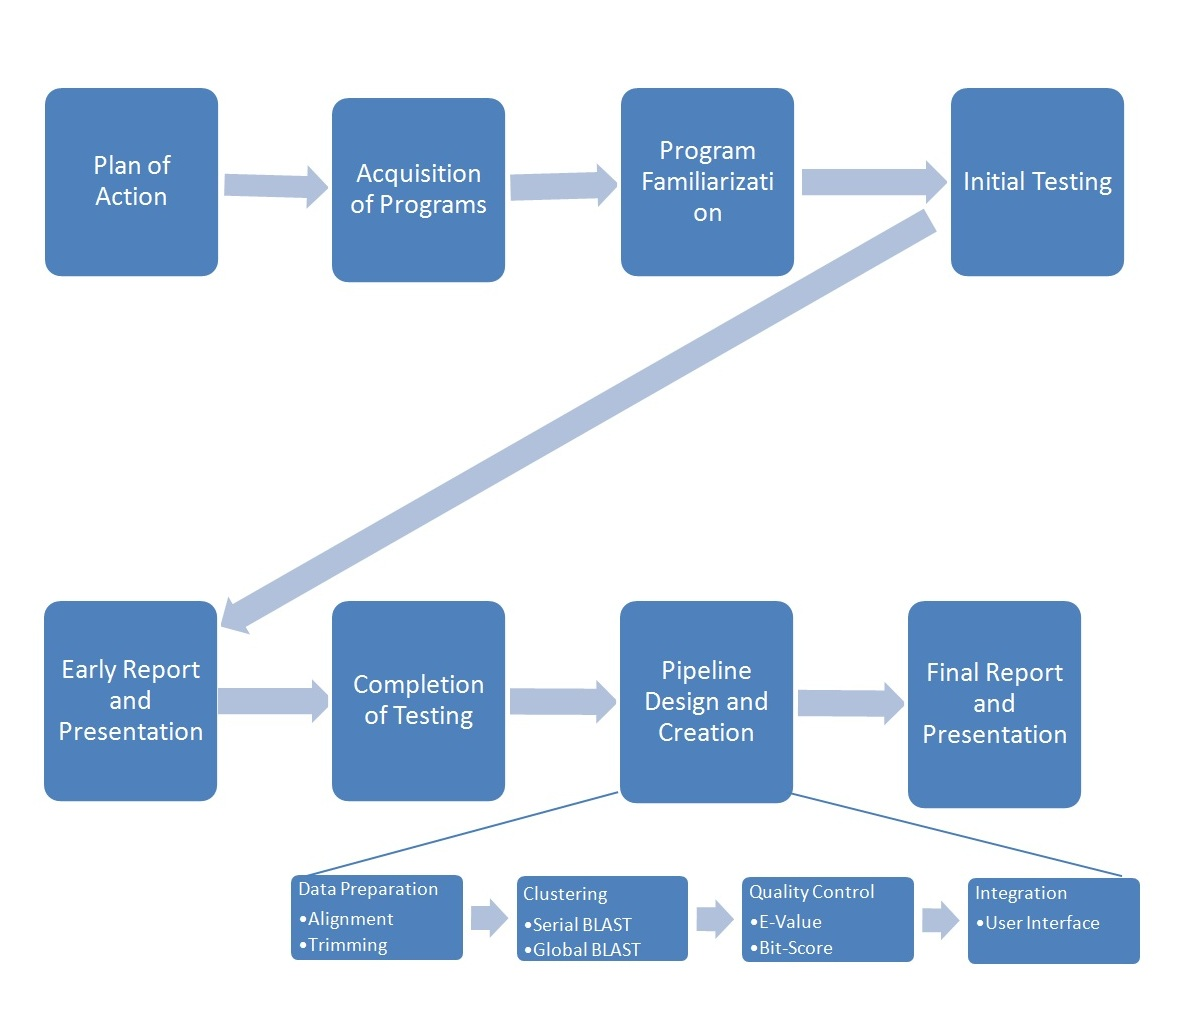 Plan of
Action
Acquisition
of Programs
Program
Familiarizati
on
Initial Testing
Early Report
and
Presentation
Completion
of Testing
Pipeline
Design and
Creation
Final Report
and
Presentation
Data Preparation
•Alignment
•Trimming
Clustering
•Serial BLAST
•Global BLAST
Quality Control
•E-Value
•Bit-Score
Integration
•User Interface